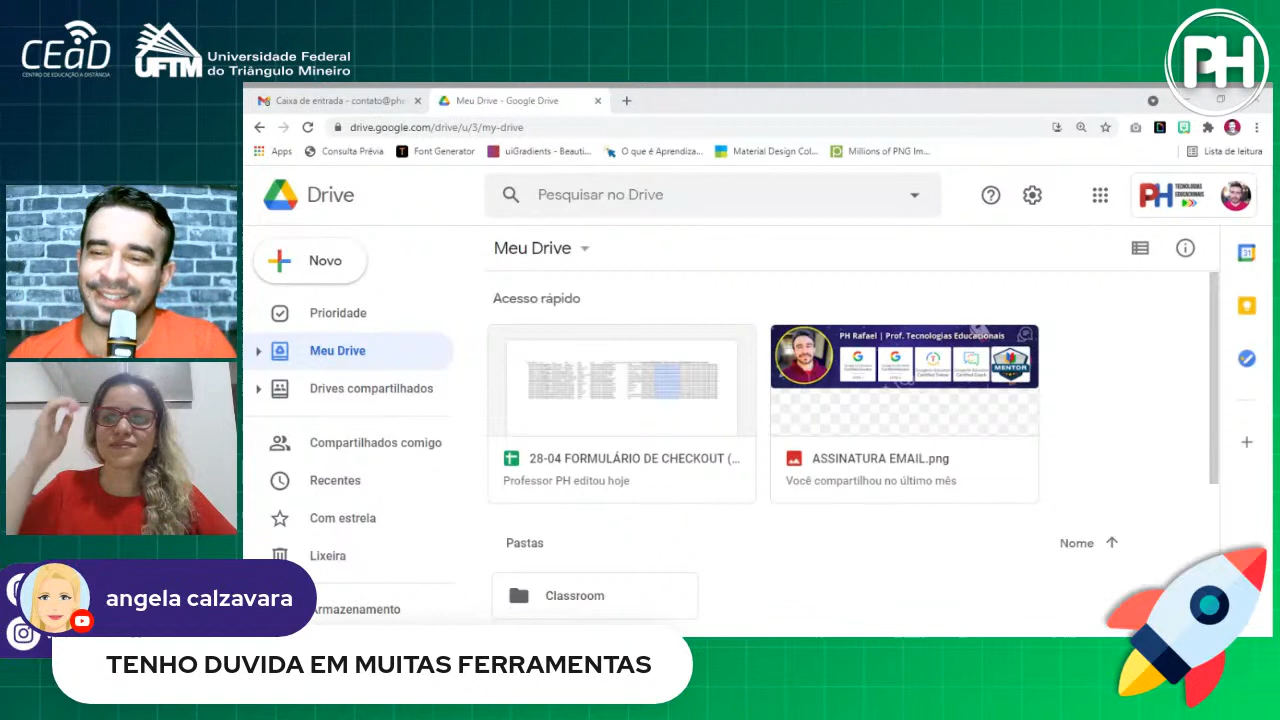 CEaD
CENTRO DE EDUCAÇÃO A DISTÂNCIA
UFTM
Universidade Federal
do Triângulo Mineiro
PH
Caixa de entrada - contato@ph
Meu Drive - Google Drive
drive.google.com/drive/u/3/my-drive
Apps
Consulta Prévia
Font Generator
uiGradients - Beauti...
O que é Aprendiza...
Material Design Col...
Millions of PNG Im...
Lista de leitura
Drive
Pesquisar no Drive
PH TECNOLOGIAS
EDUCACIONAIS
Novo
Meu Drive
Prioridade
Meu Drive
Drives compartilhados
Compartilhados comigo
Recentes
Com estrela
Lixeira
Armazenamento
Acesso rápido
PH Rafael | Prof. Tecnologias Educacionais
MENTOR
28-04 FORMULÁRIO DE CHECKOUT (...
Professor PH editou hoje
ASSINATURA EMAIL.png
Você compartilhou no último mês
Pastas
Nome
Classroom
31
angela calzavara
TENHO DUVIDA EM MUITAS FERRAMENTAS